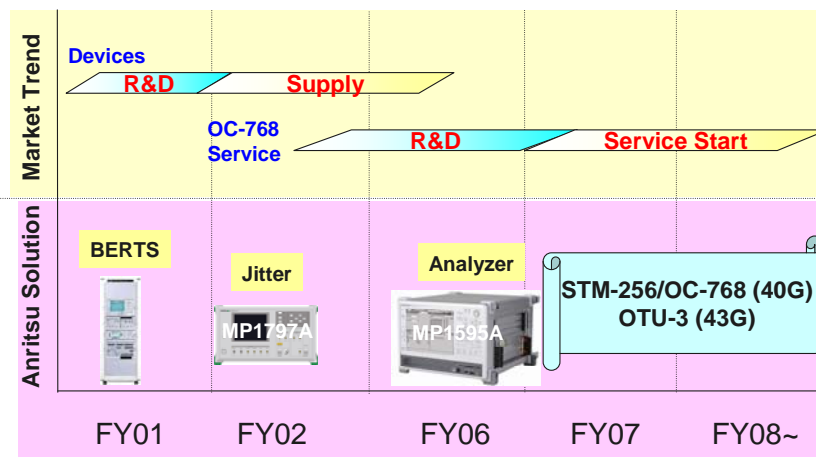 Market Trend
Devices
R&D
Supply
OC-768
Service
R&D
Service Start
Anritsu Solution
BERTS
Jitter
MP1797A
Analyzer
MP1595A
STM-256/OC-768 (40G)
OTU-3 (43G)
FY01
FY02
FY06
FY07
FY08~